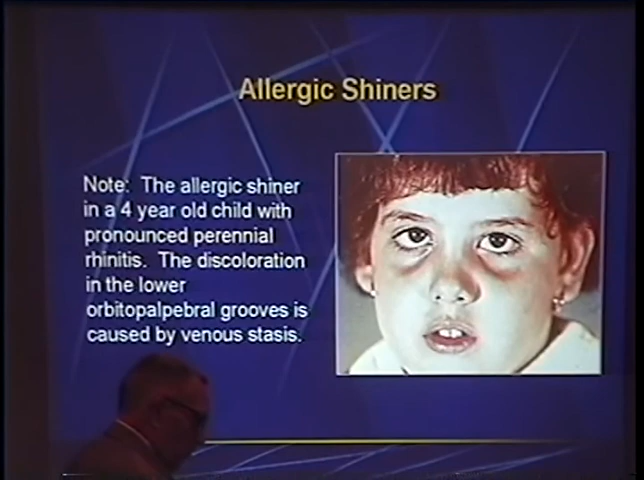 Allergic Shiners
Note: The allergic shiner
in a 4 year old child with
pronounced perennial
rhinitis. The discoloration
in the lower
orbitopalpebral grooves is
caused by venous stasis.